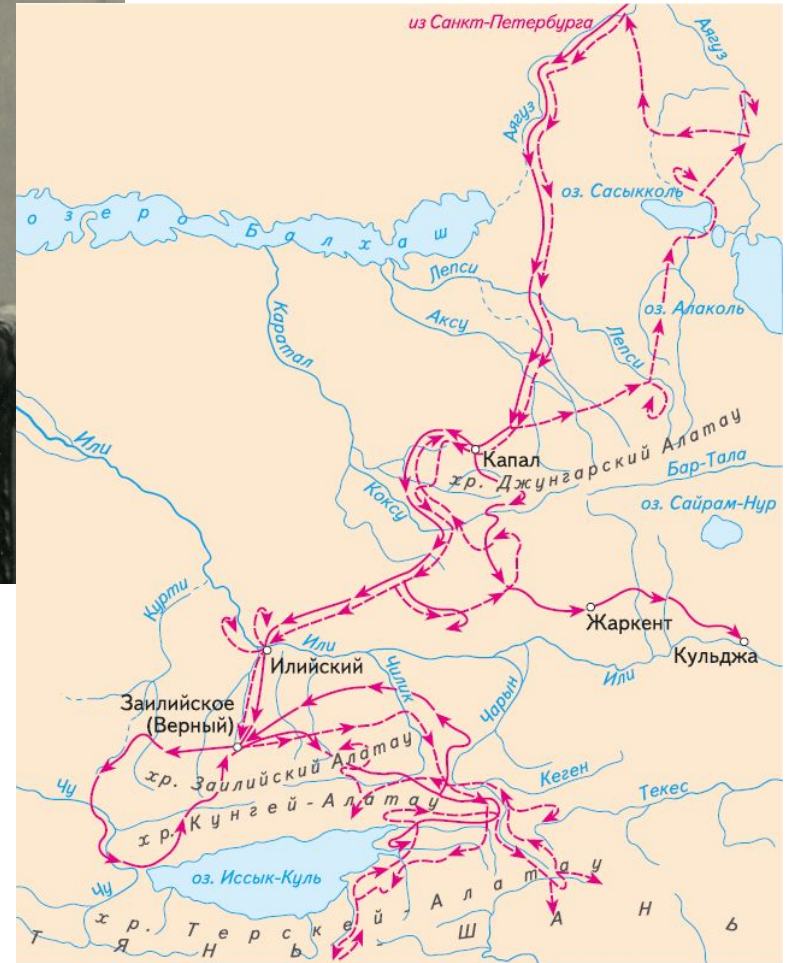 из Санкт-Петербурга
Аягуз
Аягуз
оз. Сасыкколь
озеро Балхаш
Лепси
Каратал
Аксу
Лепси
оз. Алаколь
Или
Капал
хр. Джунгарский Алатау
Бар-Тала
Коксу
оз. Сайрам-Нур
Курти
Жаркент
Или
Илийский
Кульджа
Или
Чилик
Чарын
Заилийское
(Верный)
хр. Заилийский Алатау
Кеген
Чу
Текес
хр. Кунгей-Алатау
оз. Иссык-Куль
Чу
хр. Терскей-Алатау
ТЯНЬ ШАНЬ